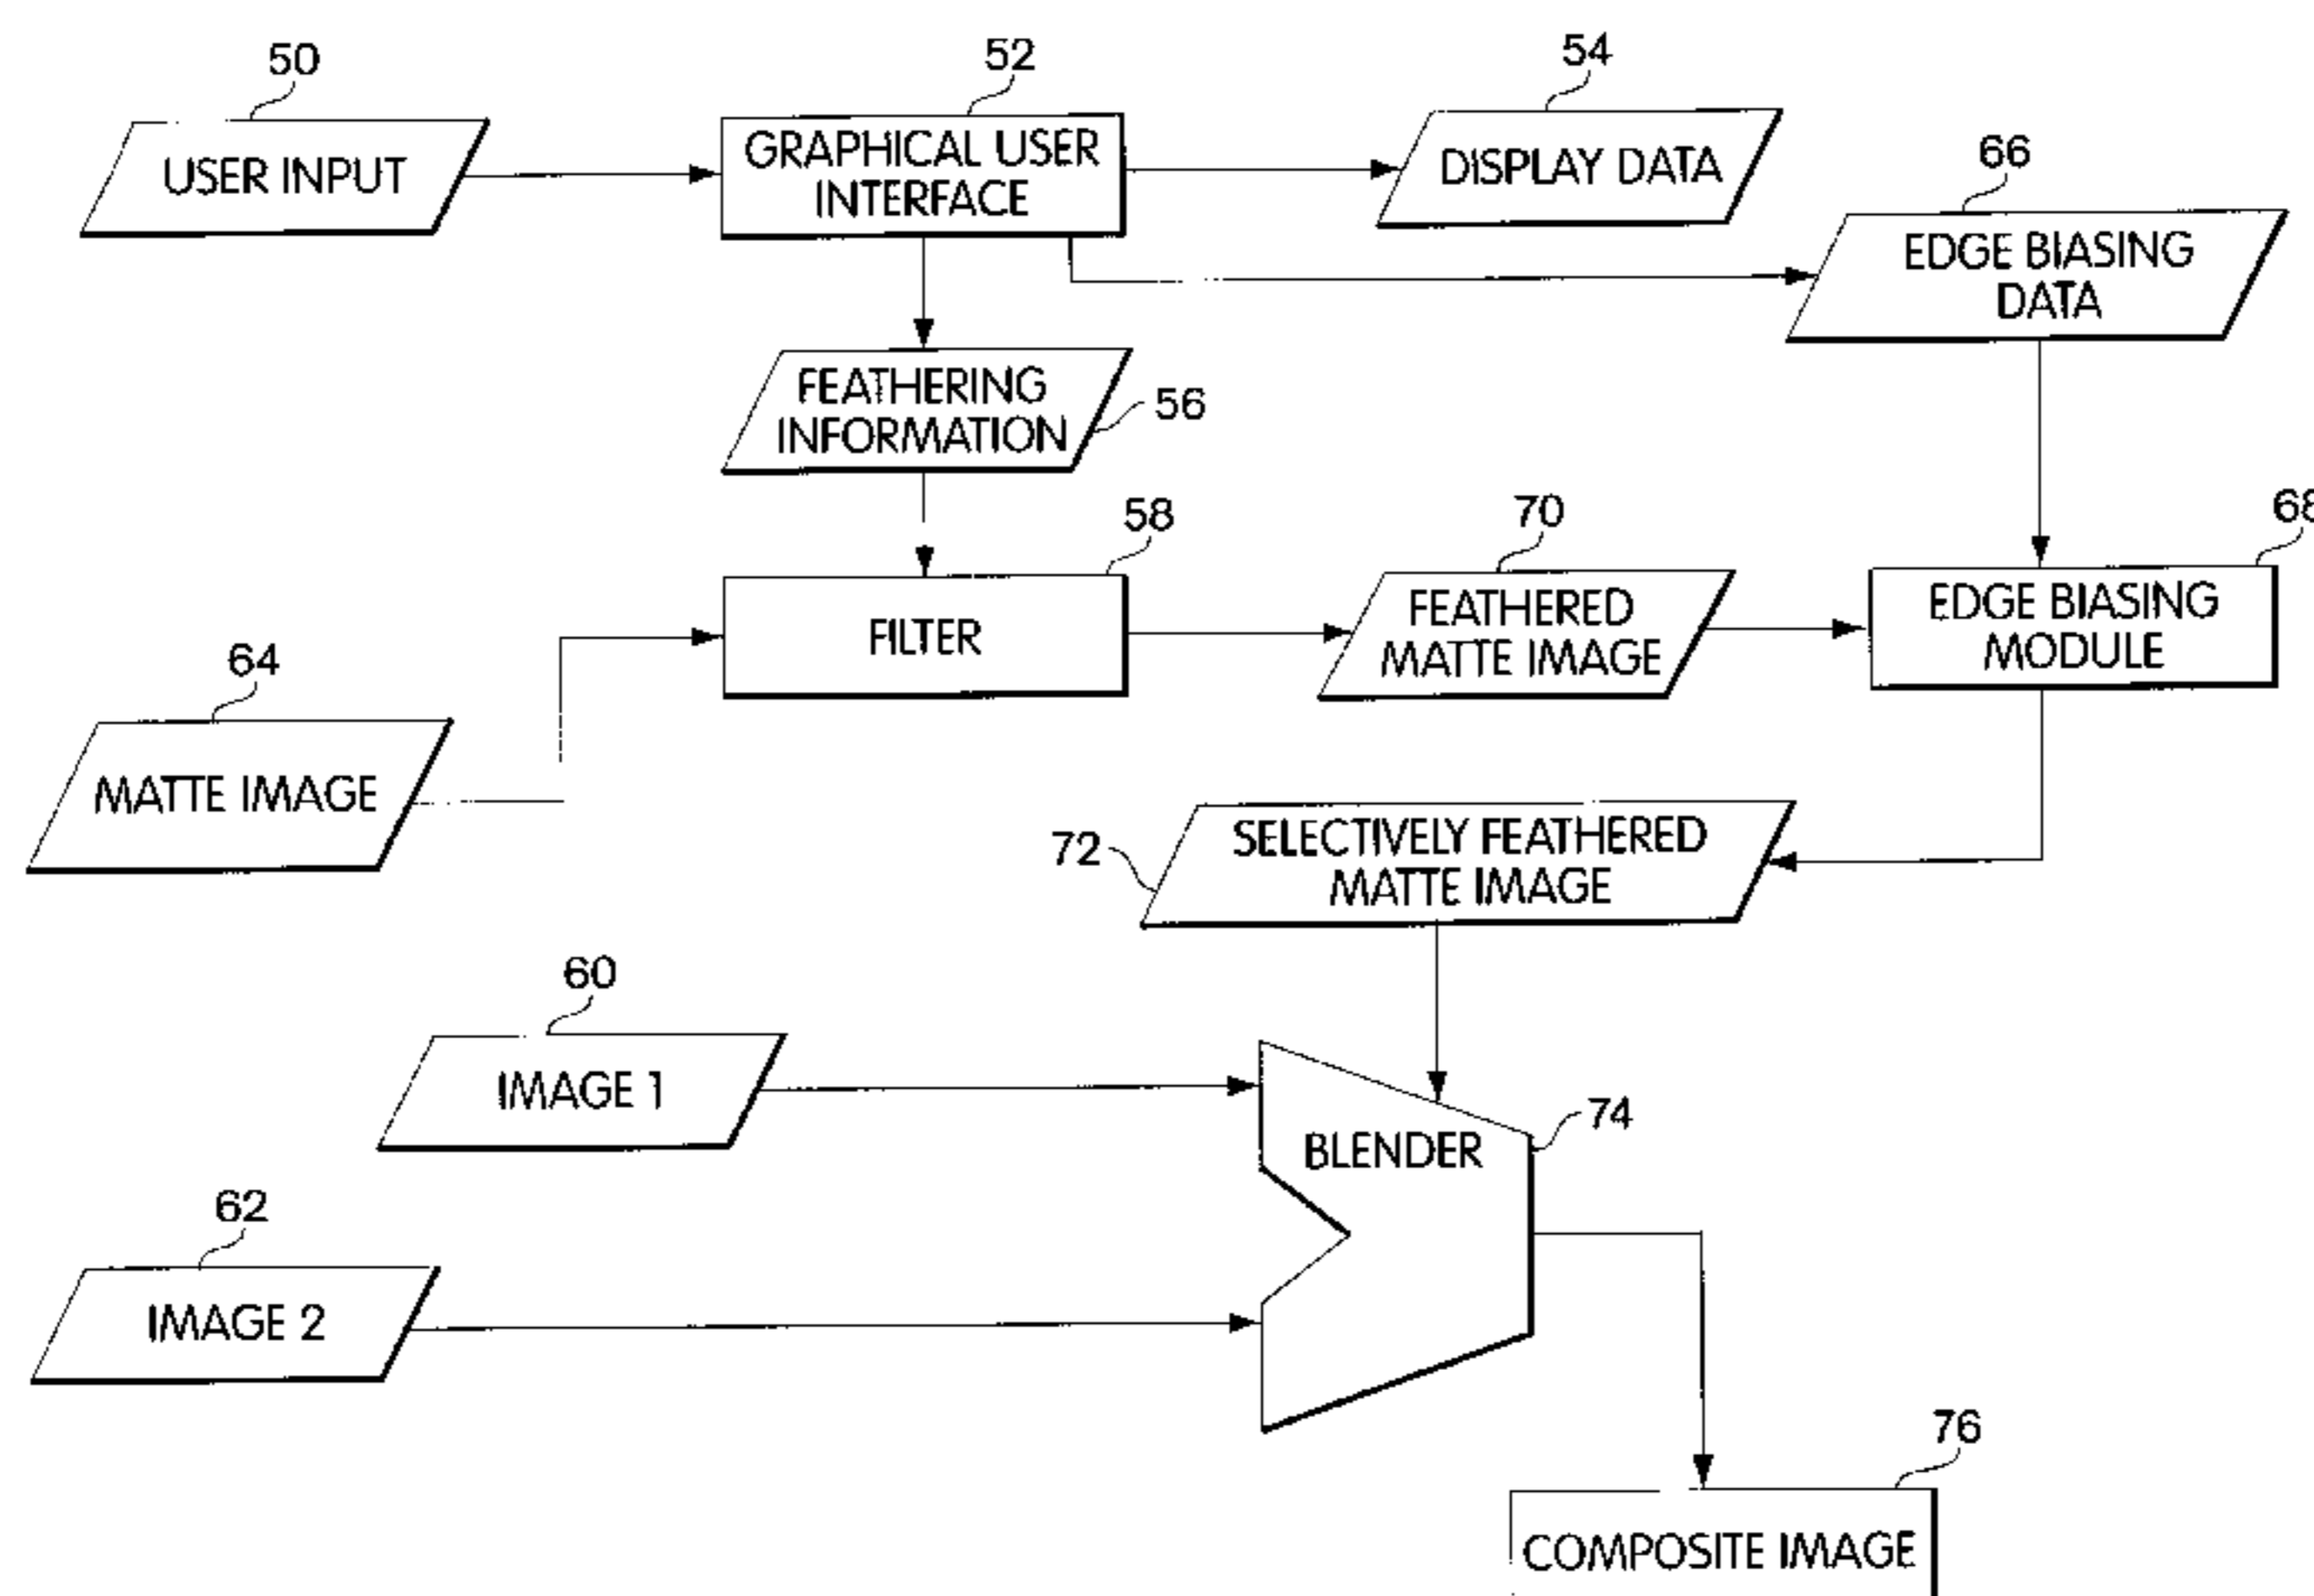 50
52
54
USER INPUT
GRAPHICAL USER
INTERFACE
DISPLAY DATA
66
EDGE BIASING
DATA
FEATHERING
INFORMATION
56
58
70
68
FILTER
FEATHERED
MATTE IMAGE
EDGE BIASING
MODULE
64
MATTE IMAGE
72
SELECTIVELY FEATHERED
MATTE IMAGE
60
IMAGE 1
74
BLENDER
62
IMAGE 2
76
COMPOSITE IMAGE